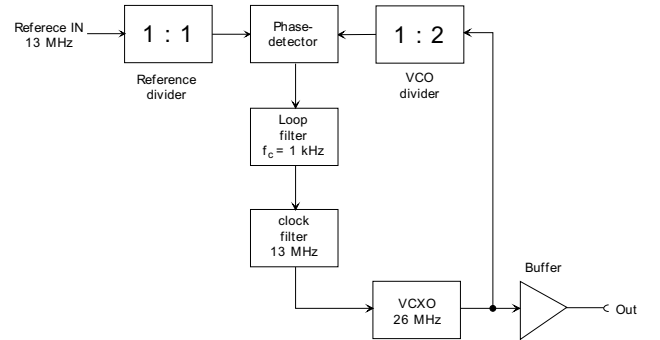 Referece IN
13 MHz
1 : 1
Reference
divider
Phase-
detector
1 : 2
VCO
divider
Loop
filter
fc = 1 kHz
clock
filter
13 MHz
VCXO
26 MHz
Buffer
Out